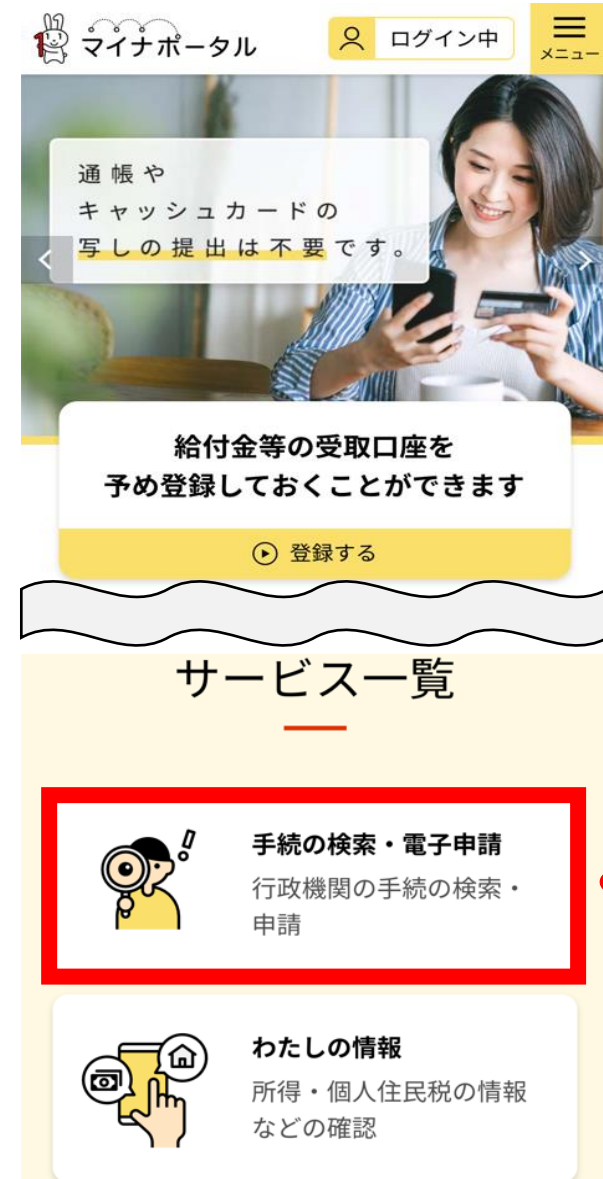 マイナポータル
ログイン中
メニュー
通帳や
キャッシュカードの
写しの提出は不要です。
給付金等の受取口座を
予め登録しておくことができます
登録する
サービス一覧
手続の検索・電子申請
行政機関の手続の検索・
申請
わたしの情報
所得・個人住民税の情報
などの確認